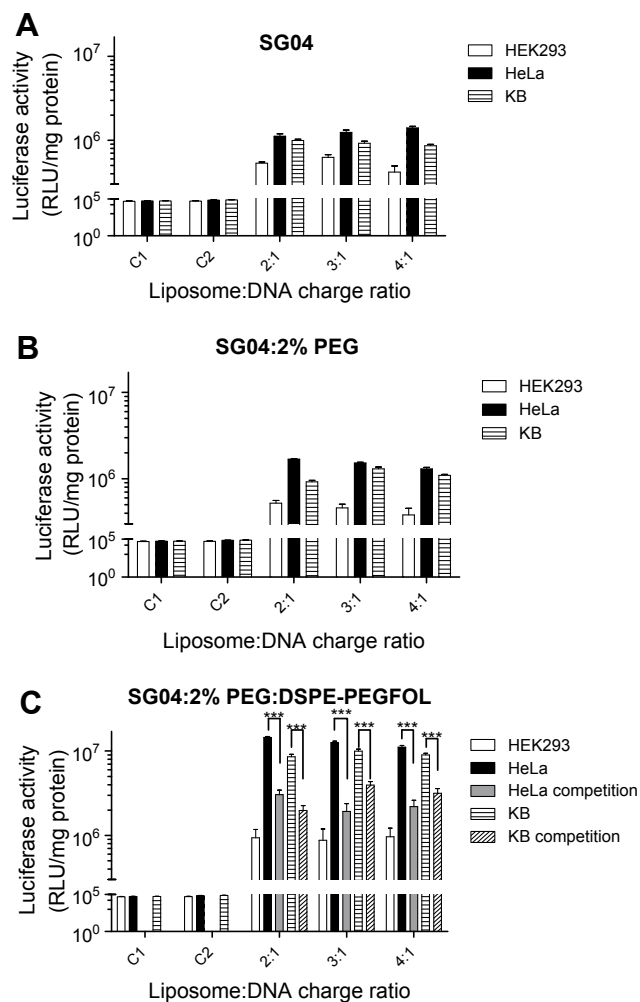 A
SG04
Luciferase activity
(RLU/mg protein)
10^7
10^6
10^5
10^0
C1
C2
2:1
3:1
4:1
Liposome:DNA charge ratio
HEK293
HeLa
KB
B
SG04:2% PEG
Luciferase activity
(RLU/mg protein)
10^7
10^6
10^5
10^0
C1
C2
2:1
3:1
4:1
Liposome:DNA charge ratio
HEK293
HeLa
KB
C
SG04:2% PEG:DSPE-PEGFOL
Luciferase activity
(RLU/mg protein)
10^7
10^6
10^5
10^0
***
***
***
***
***
***
C1
C2
2:1
3:1
4:1
Liposome:DNA charge ratio
HEK293
HeLa
HeLa competition
KB
KB competition